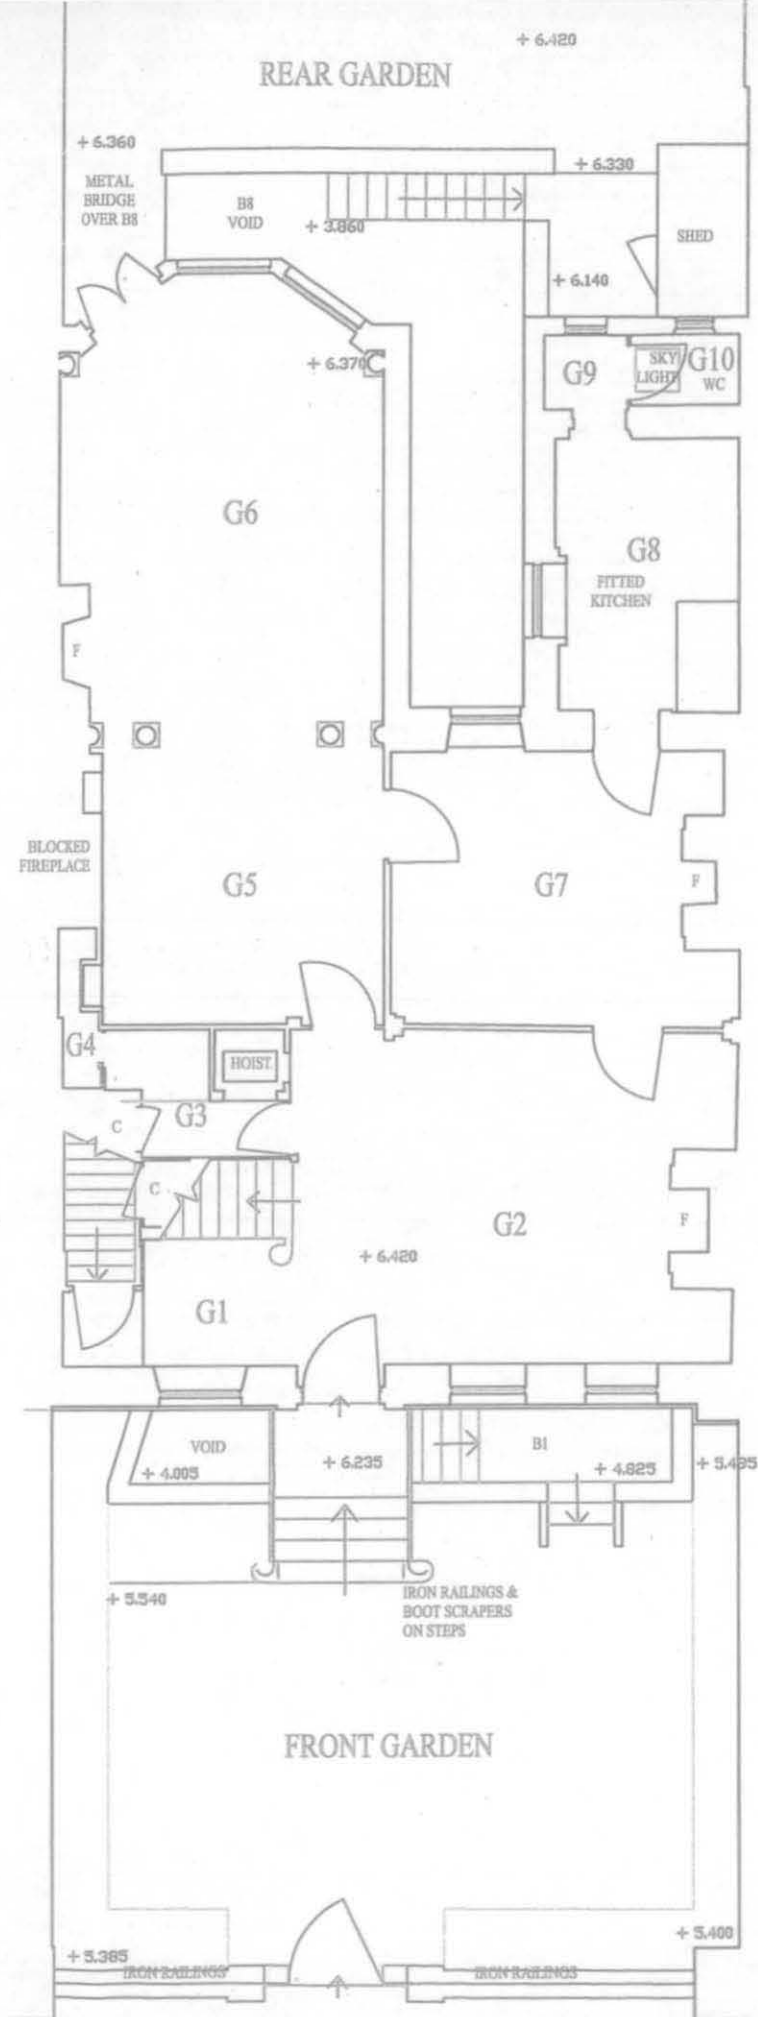 + 6.420
REAR GARDEN
+ 6.360
+ 6.330
METAL
BRIDGE
OVER B8
B8
VOID
+ 3.860
SHED
+ 6.140
+ 6.370
G9
SKY
LIGHT
G10
WC
G6
G8
FITTED
KITCHEN
F
BLOCKED
FIREPLACE
G5
G7
F
G4
HOIST
G3
C
C
G2
F
+ 6.420
G1
VOID
+ 4.005
+ 6.235
B1
+ 4.825
+ 5.435
+ 5.540
IRON RAILINGS &
BOOT SCRAPERS
ON STEPS
FRONT GARDEN
+ 5.400
+ 5.385
IRON RAILINGS
IRON RAILINGS